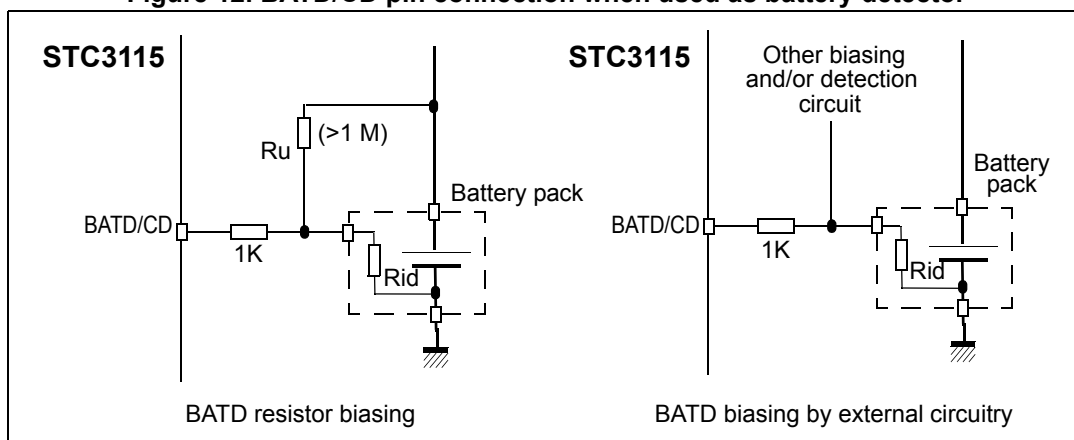 Figure 12. BATD/CD pin connection when used as battery detector
STC3115
Ru
(>1 M)
BATD/CD
1K
Battery pack
Rid
BATD resistor biasing
STC3115
Other biasing
and/or detection
circuit
BATD/CD
1K
Battery
pack
Rid
BATD biasing by external circuitry